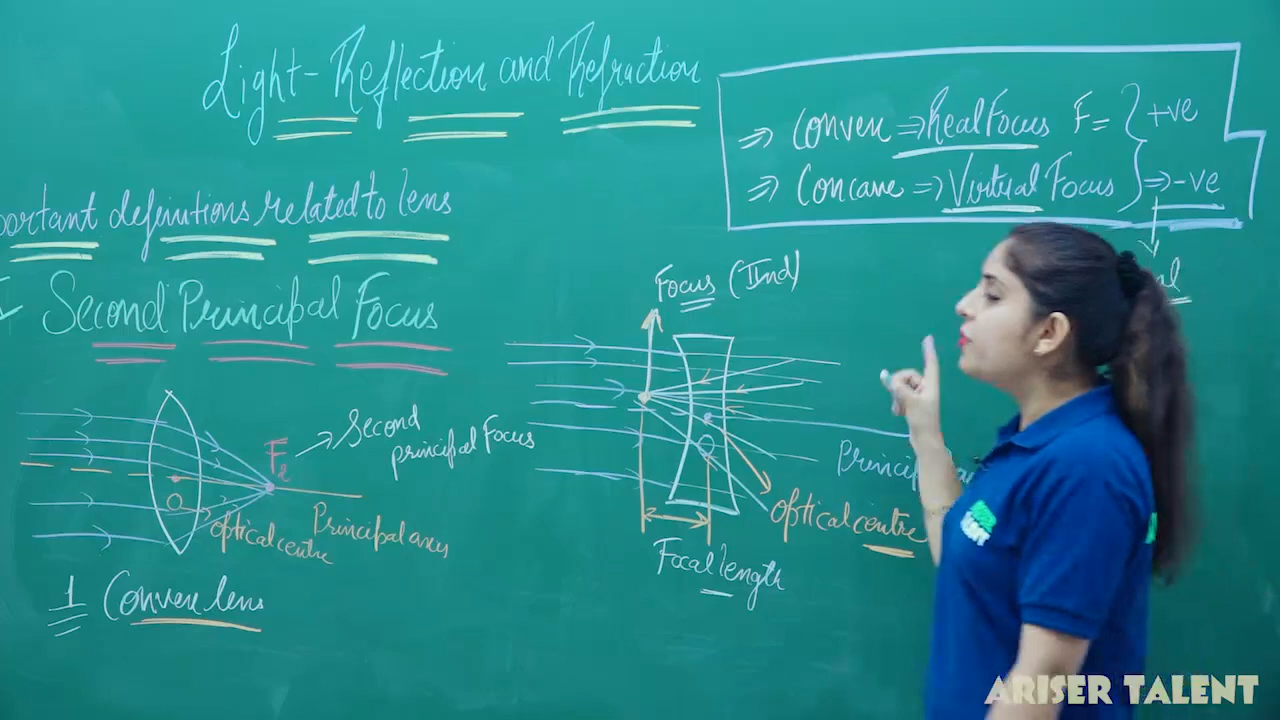 Light-Reflection and Refraction
⇒ Convex ⇒ Real Focus F = +ve
⇒ Concave ⇒ Virtual Focus ⇒ -ve
portant definitions related to lens
Second Principal Focus
Focus (IInd)
F2
Second
principal Focus
O
optical centre
Principal axis
1 Convex lens
O
optical centre
Focal length
ARISER TALENT